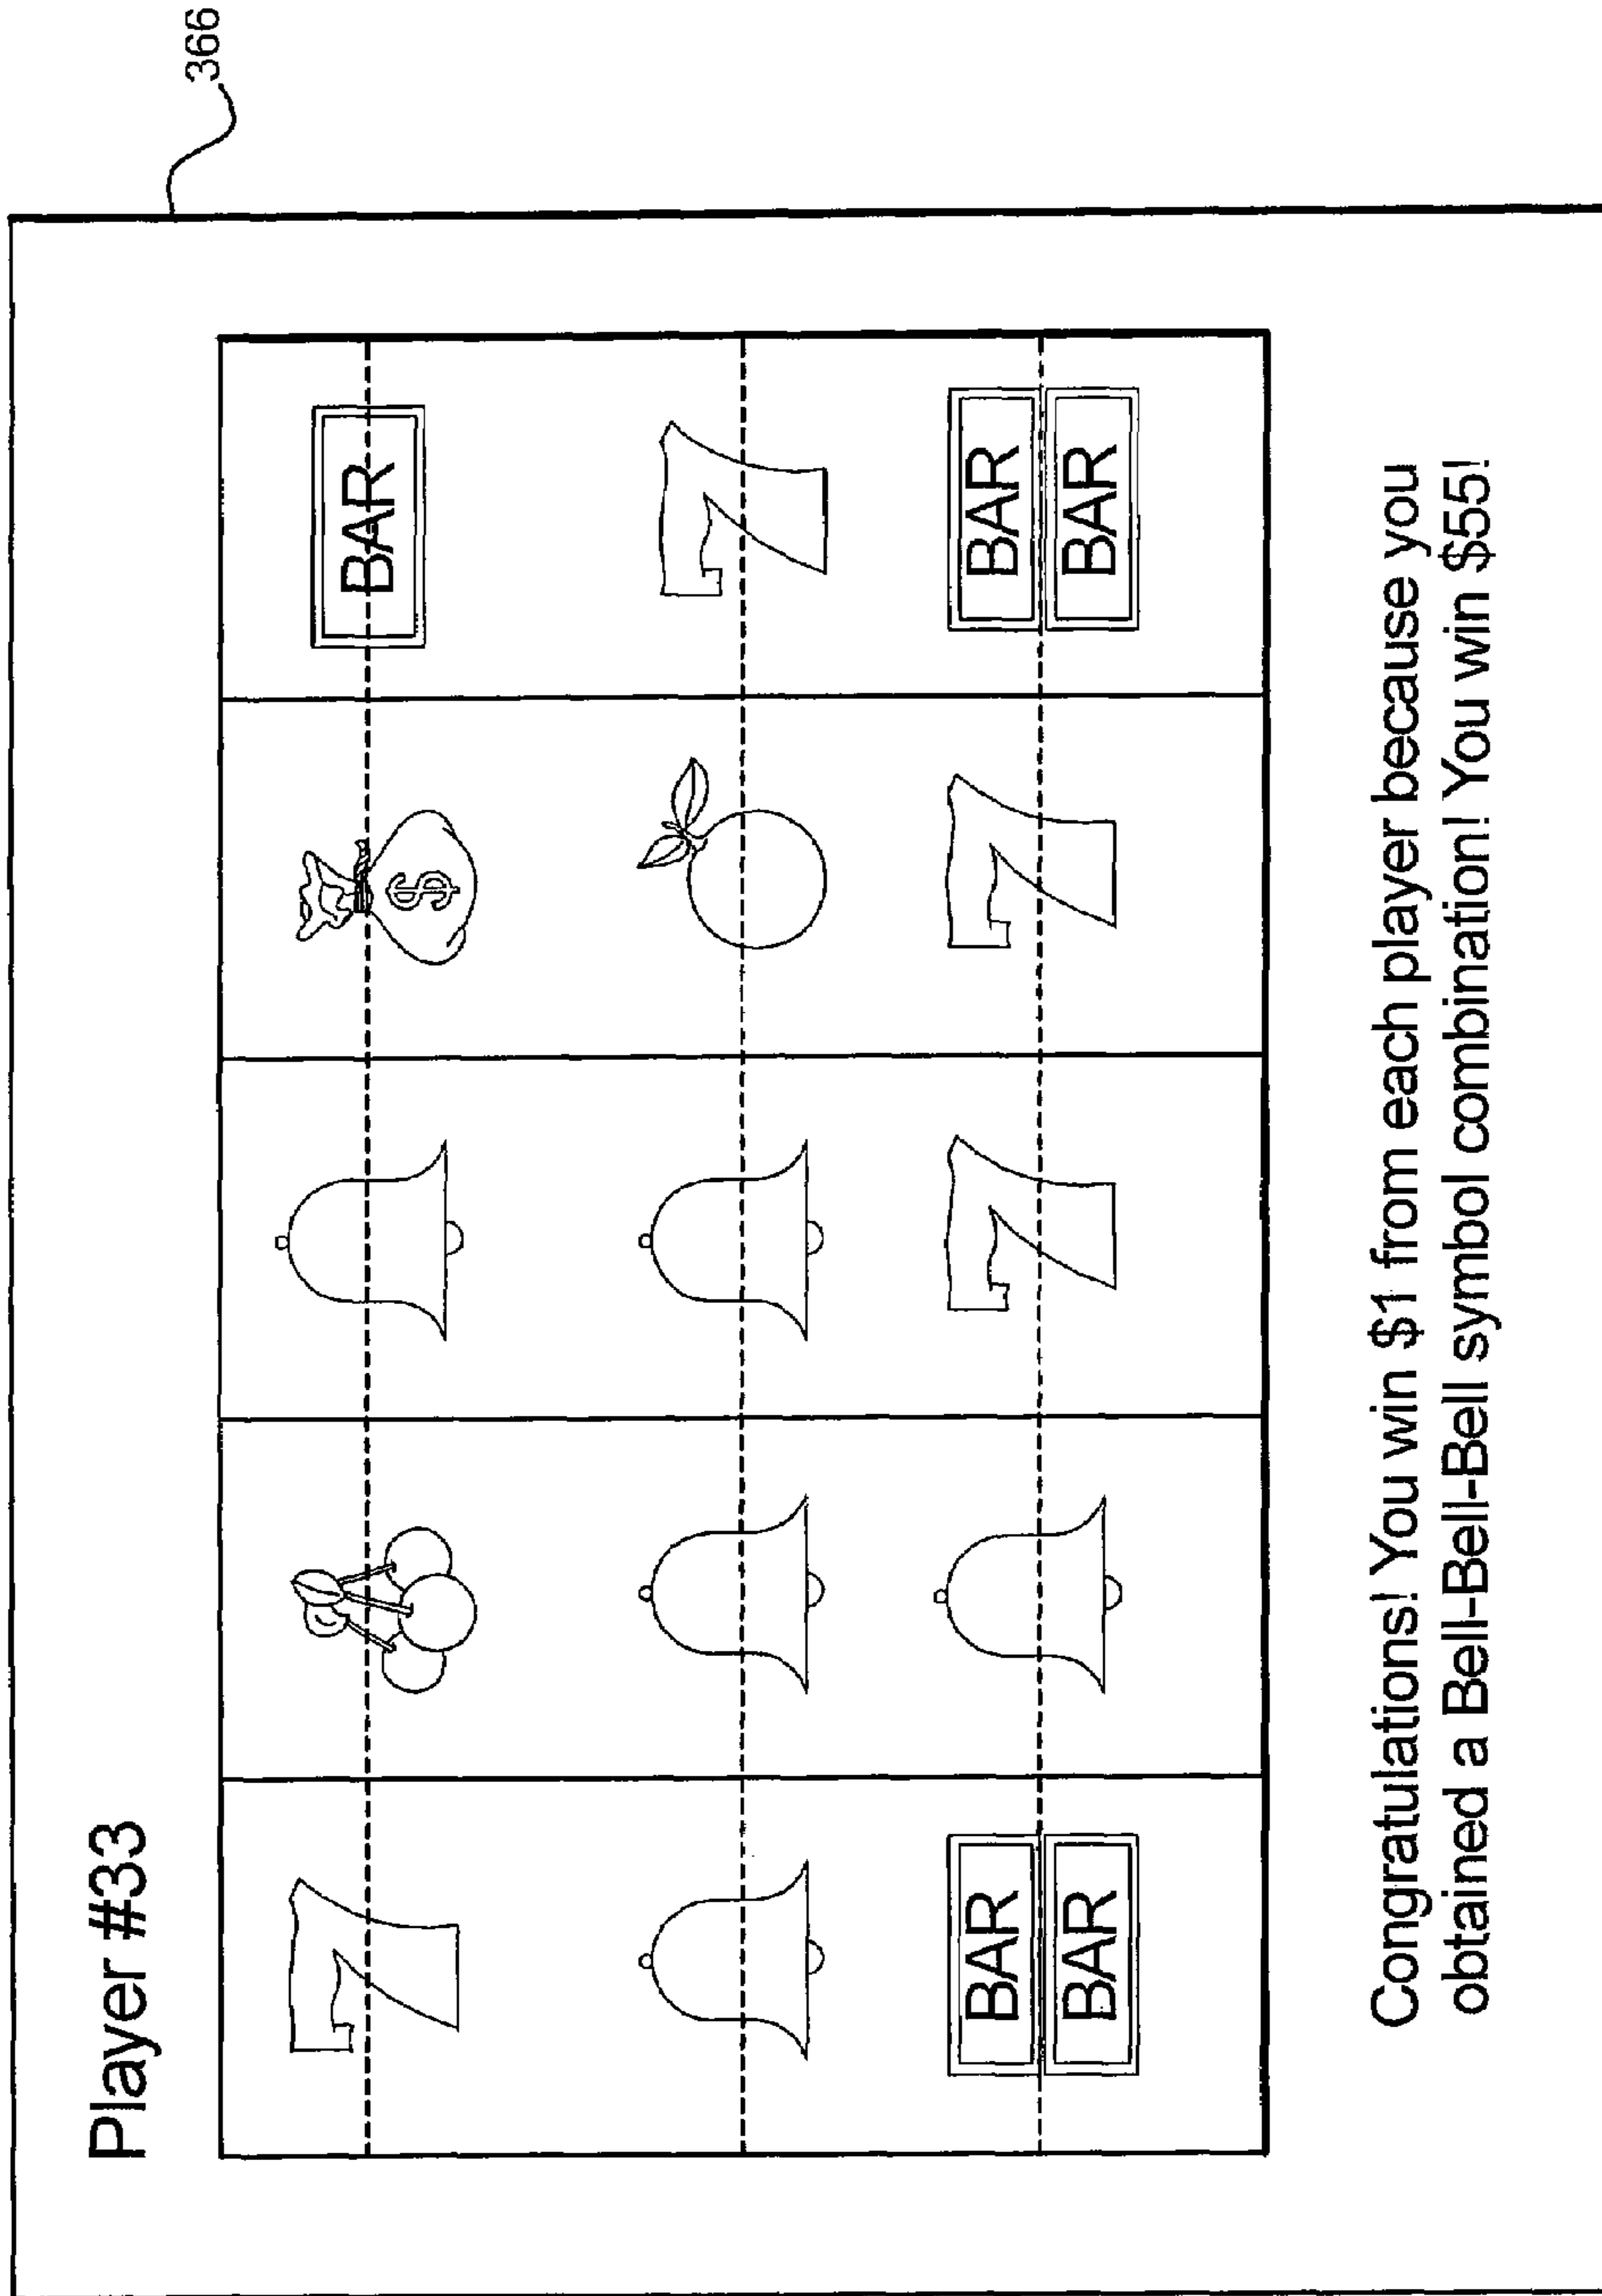 366
Player #33
BAR
$
BAR
BAR
BAR
BAR
Congratulations! You win $1 from each player because you
obtained a Bell-Bell-Bell symbol combination! You win $55!